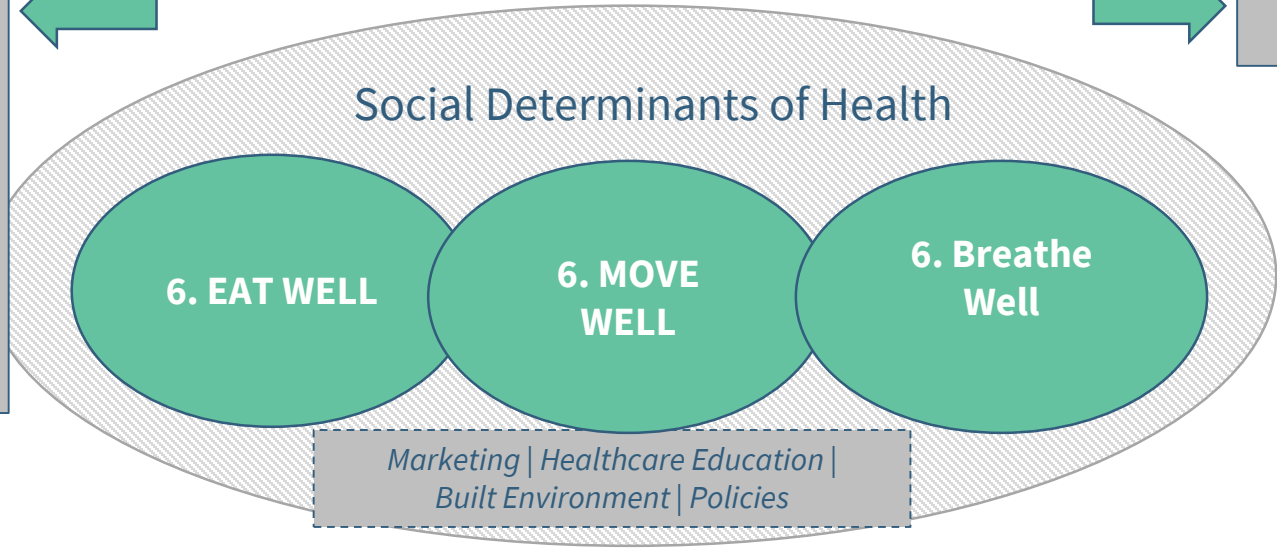 Social Determinants of Health
6. EAT WELL
6. MOVE
WELL
6. Breathe
Well
Marketing | Healthcare Education |
Built Environment | Policies